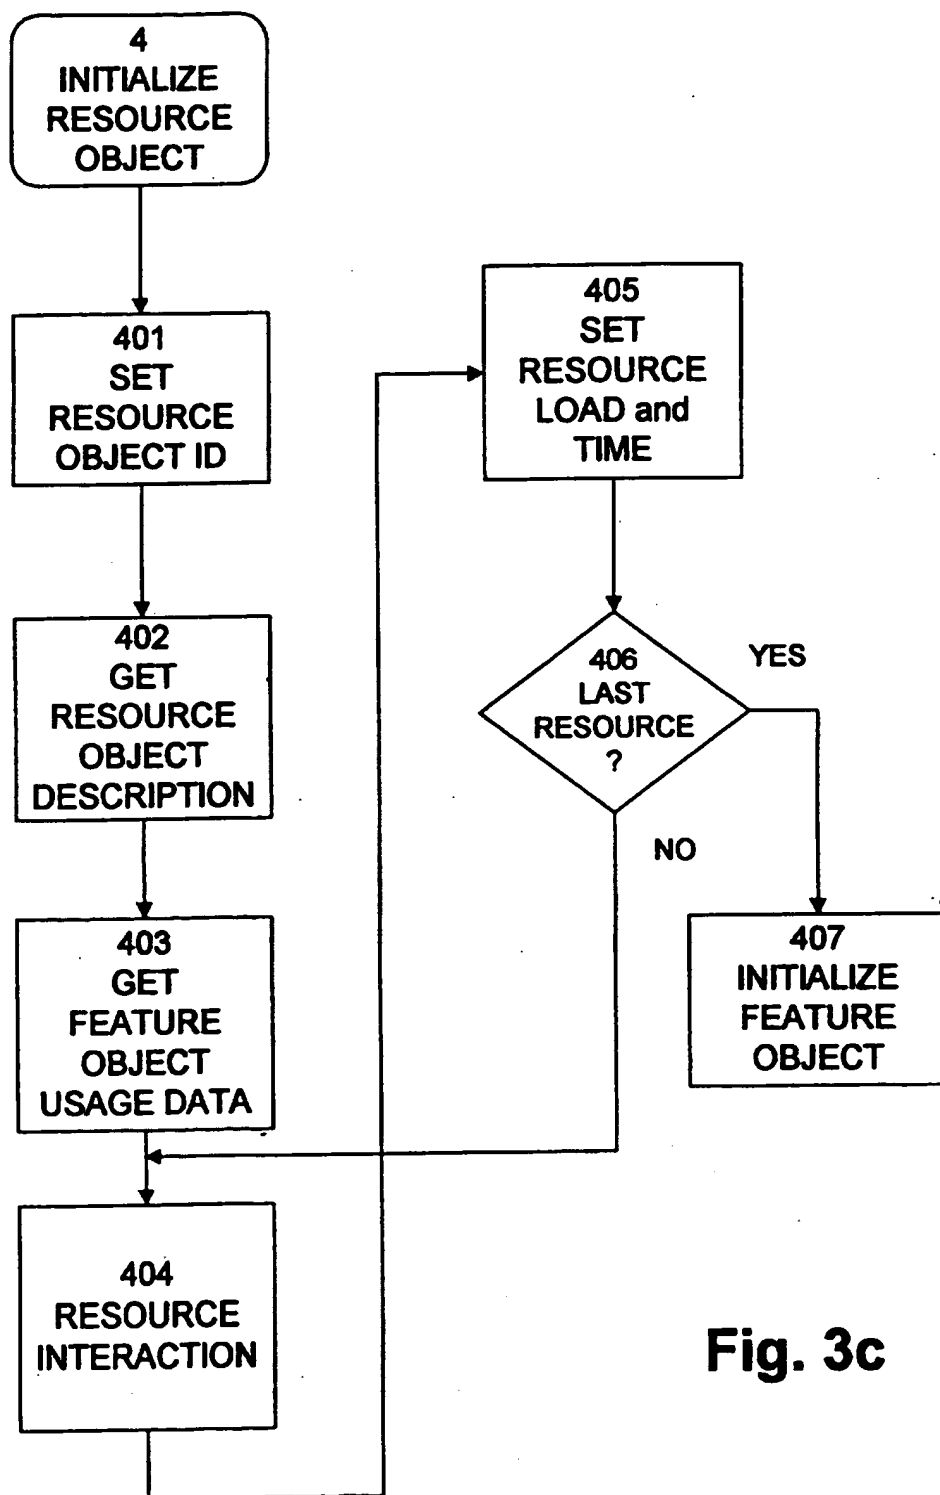 4
INITIALIZE
RESOURCE
OBJECT
401
SET
RESOURCE
OBJECT ID
402
GET
RESOURCE
OBJECT
DESCRIPTION
403
GET
FEATURE
OBJECT
USAGE DATA
404
RESOURCE
INTERACTION
405
SET
RESOURCE
LOAD and
TIME
406
LAST
RESOURCE
?
YES
NO
407
INITIALIZE
FEATURE
OBJECT
Fig. 3c